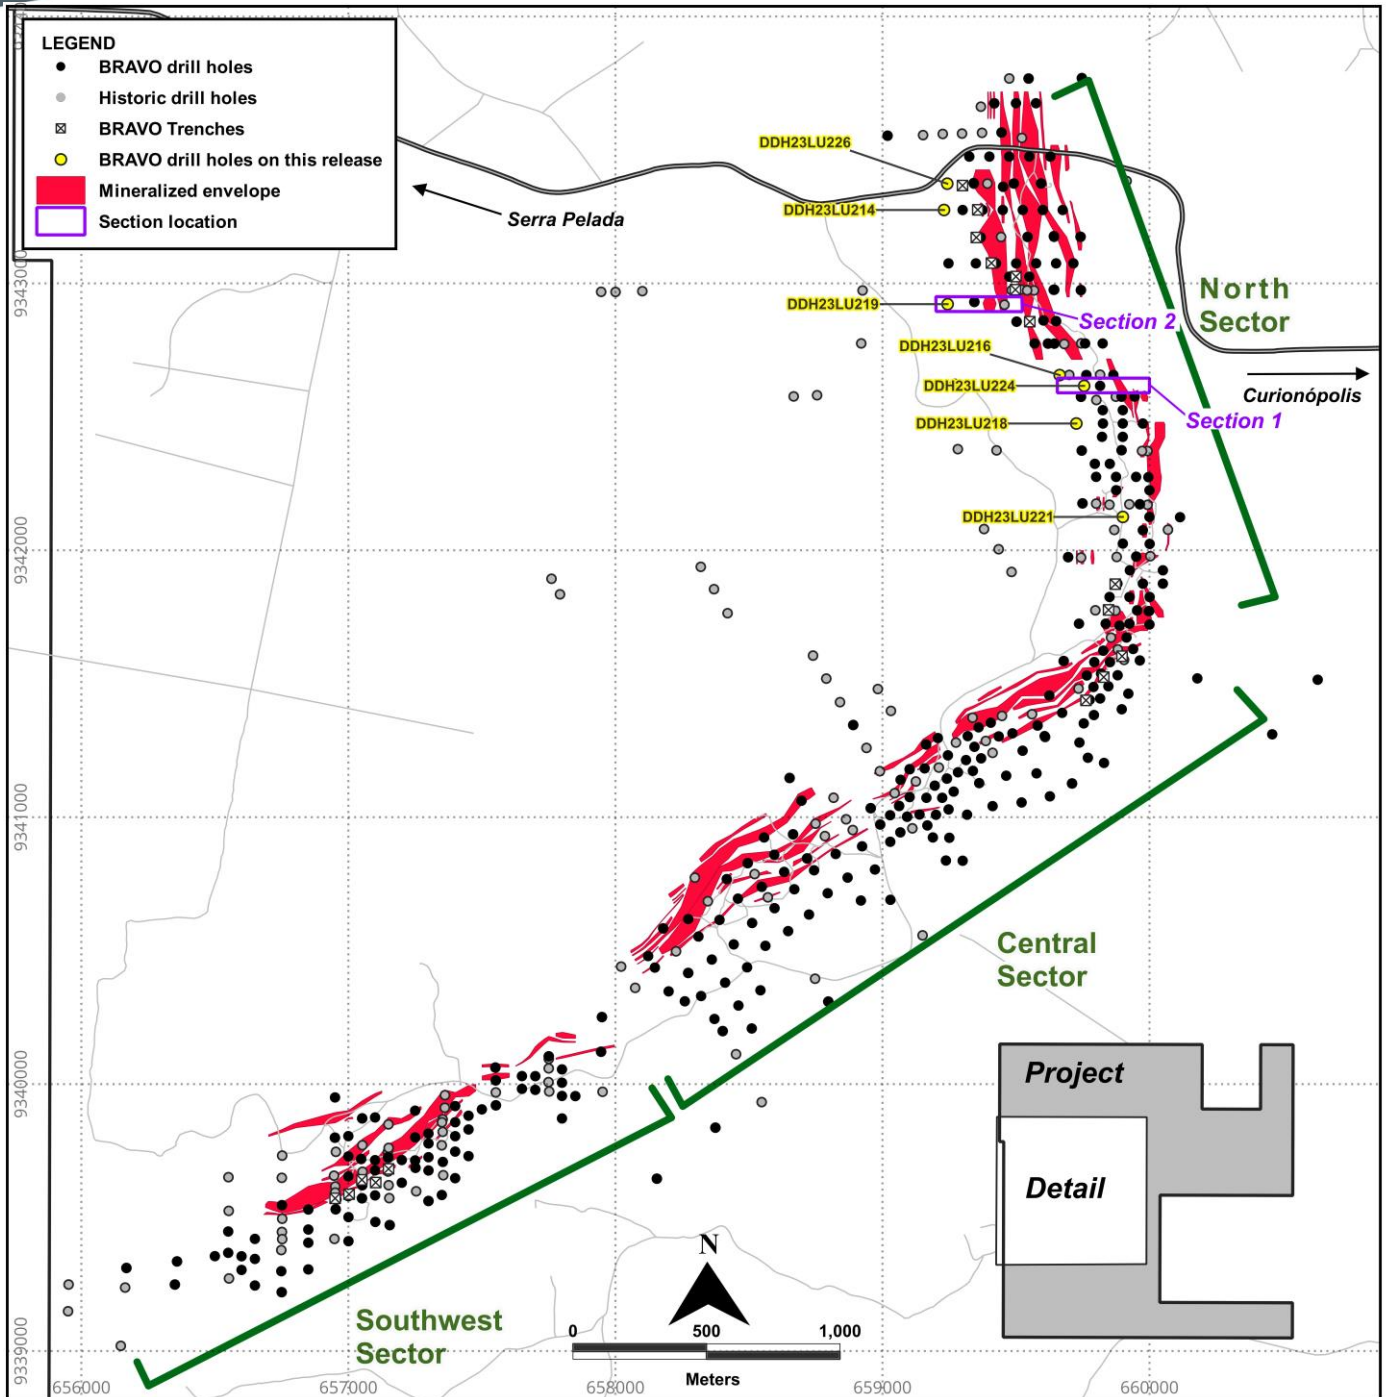 LEGEND
BRAVO drill holes
Historic drill holes
BRAVO Trenches
BRAVO drill holes on this release
Mineralized envelope
Section location
Serra Pelada
DDH23LU226
DDH23LU214
DDH23LU219
DDH23LU216
DDH23LU224
DDH23LU218
DDH23LU221
Section 2
Section 1
North
Sector
Curionópolis
Central
Sector
Southwest
Sector
Project
Detail
N
0 500 1,000
Meters
9343000
9342000
9341000
9340000
9339000
656000 657000 658000 659000 660000